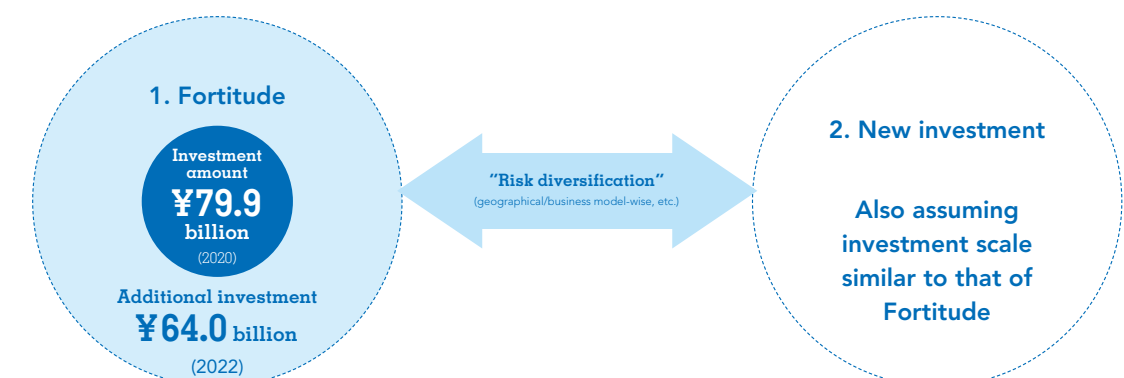 1. Fortitude
Investment
amount
¥79.9
billion
(2020)
Additional investment
¥64.0 billion
(2022)
”Risk diversification”
(geographical/business model-wise, etc.)
2. New investment
Also assuming
investment scale
similar to that of
Fortitude